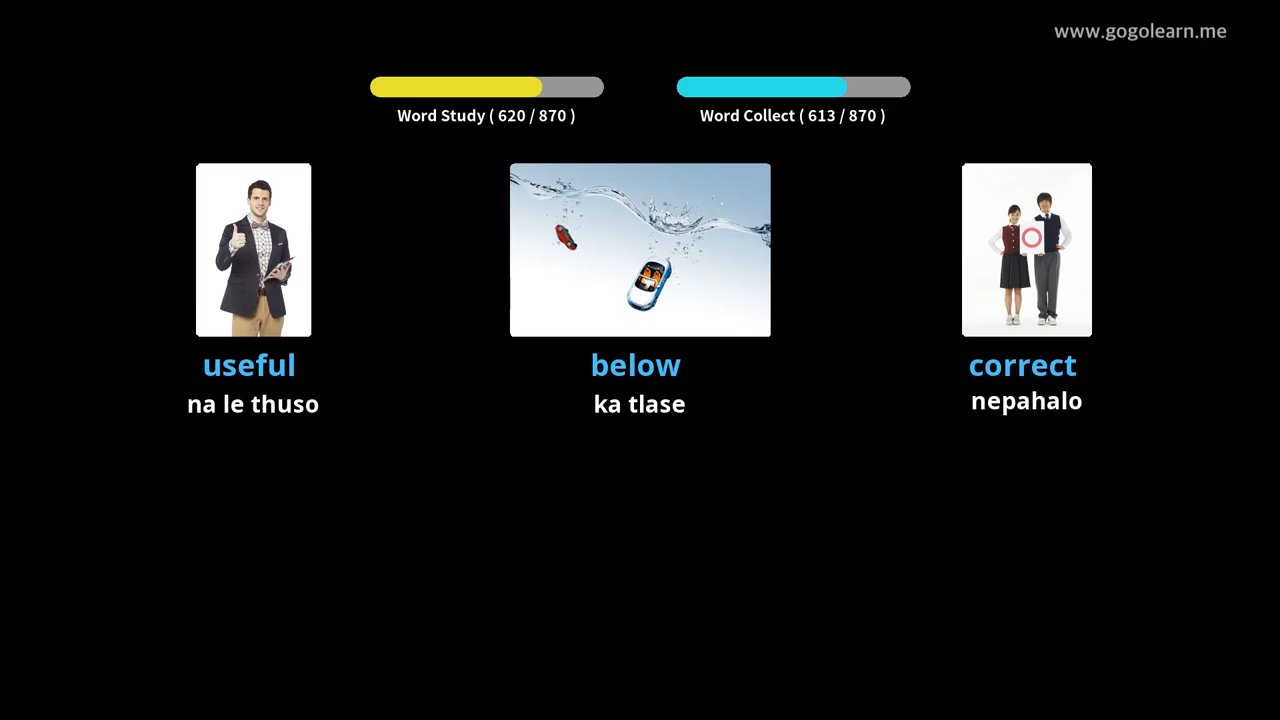 www.gogolearn.me
Word Study ( 620 / 870 )
Word Collect ( 613 / 870 )
useful
below
correct
na le thuso
ka tlase
nepahalo